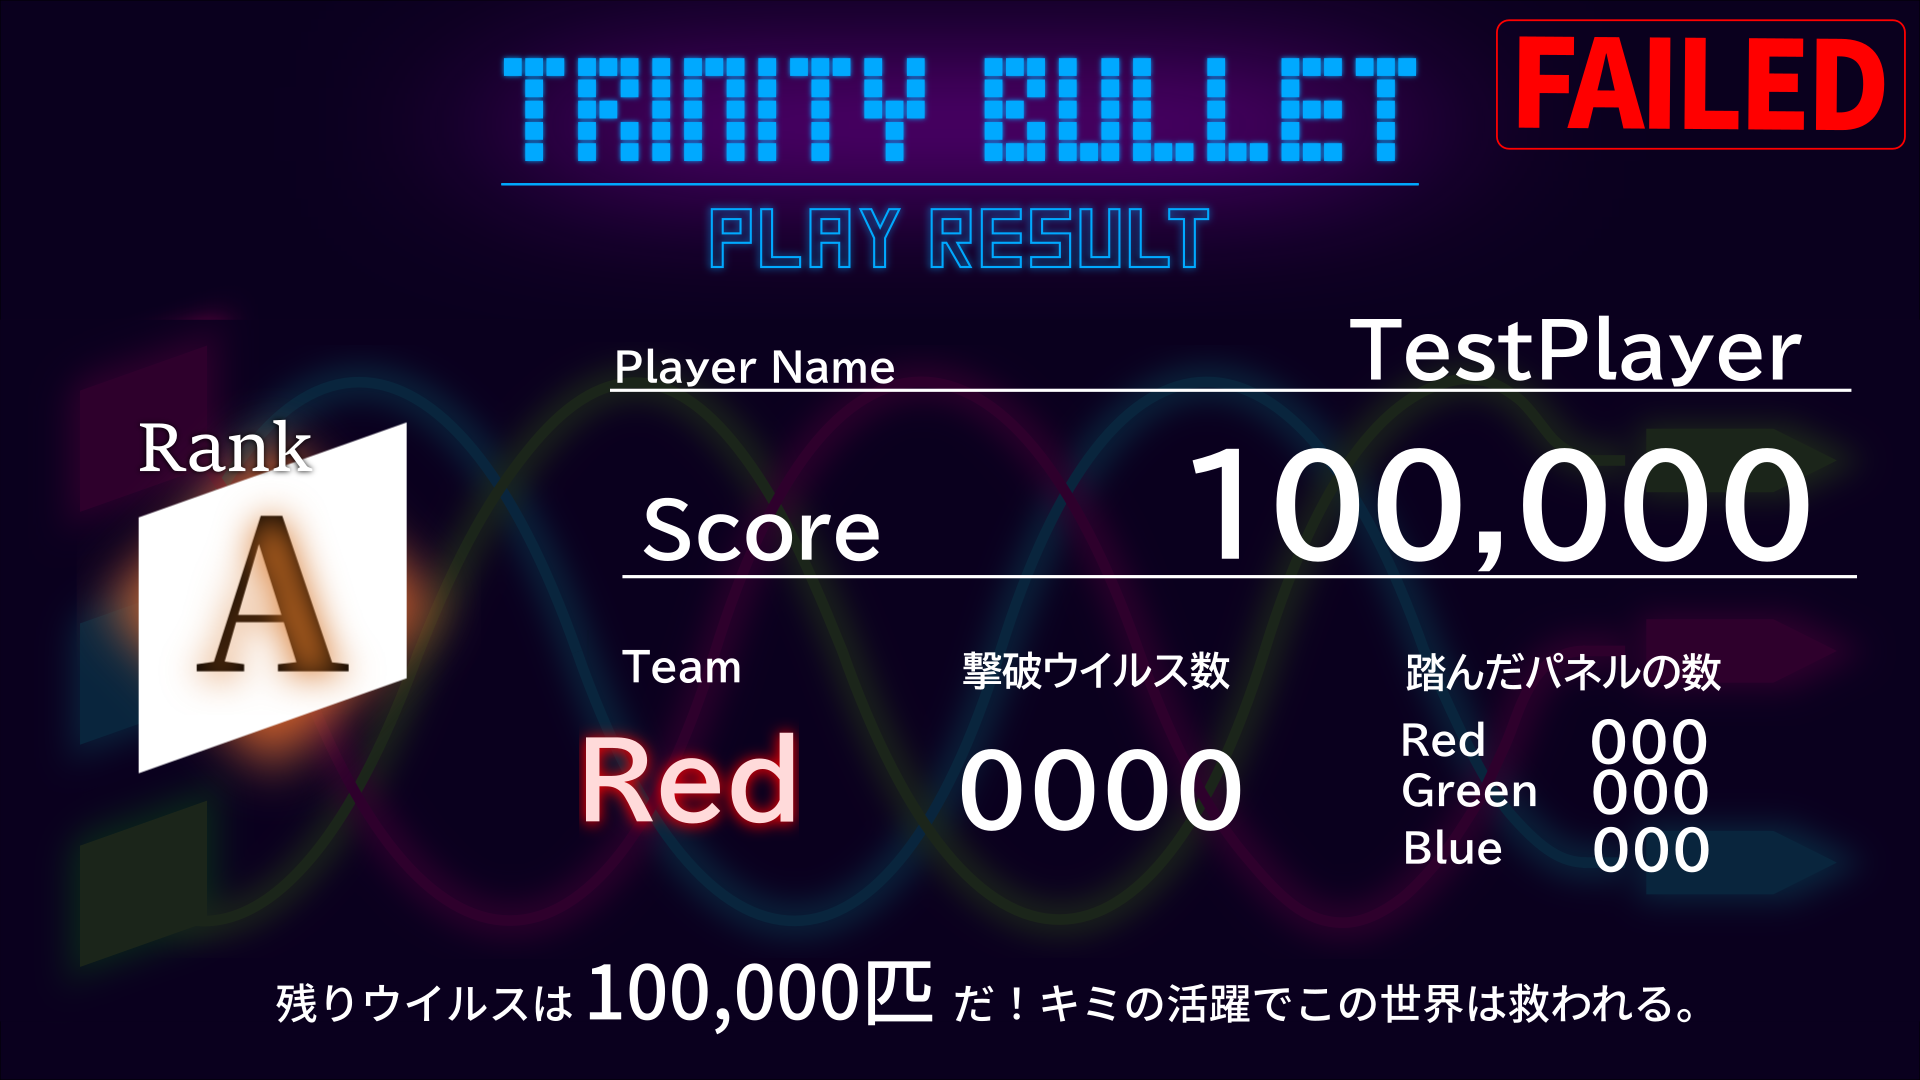 TRINITY BULLET
FAILED
PLAY RESULT
Player Name TestPlayer
Rank
A
Score 100,000
Team 撃破ウイルス数 踏んだパネルの数
Red 0000
Red 000
Green 000
Blue 000
残りウイルスは 100,000匹 だ！キミの活躍でこの世界は救われる。